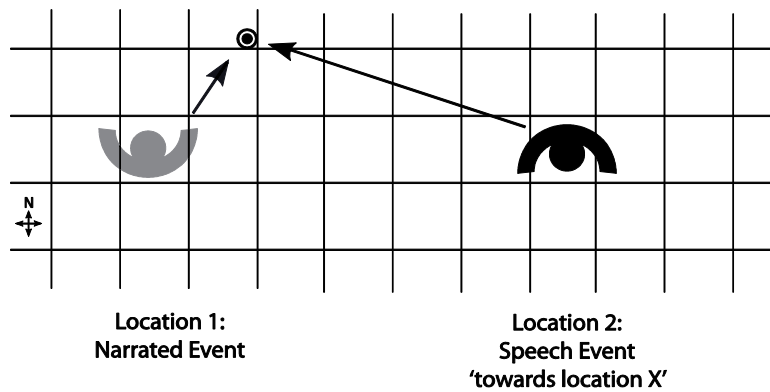 N
Location 1:
Narrated Event
Location 2:
Speech Event
‘towards location X’